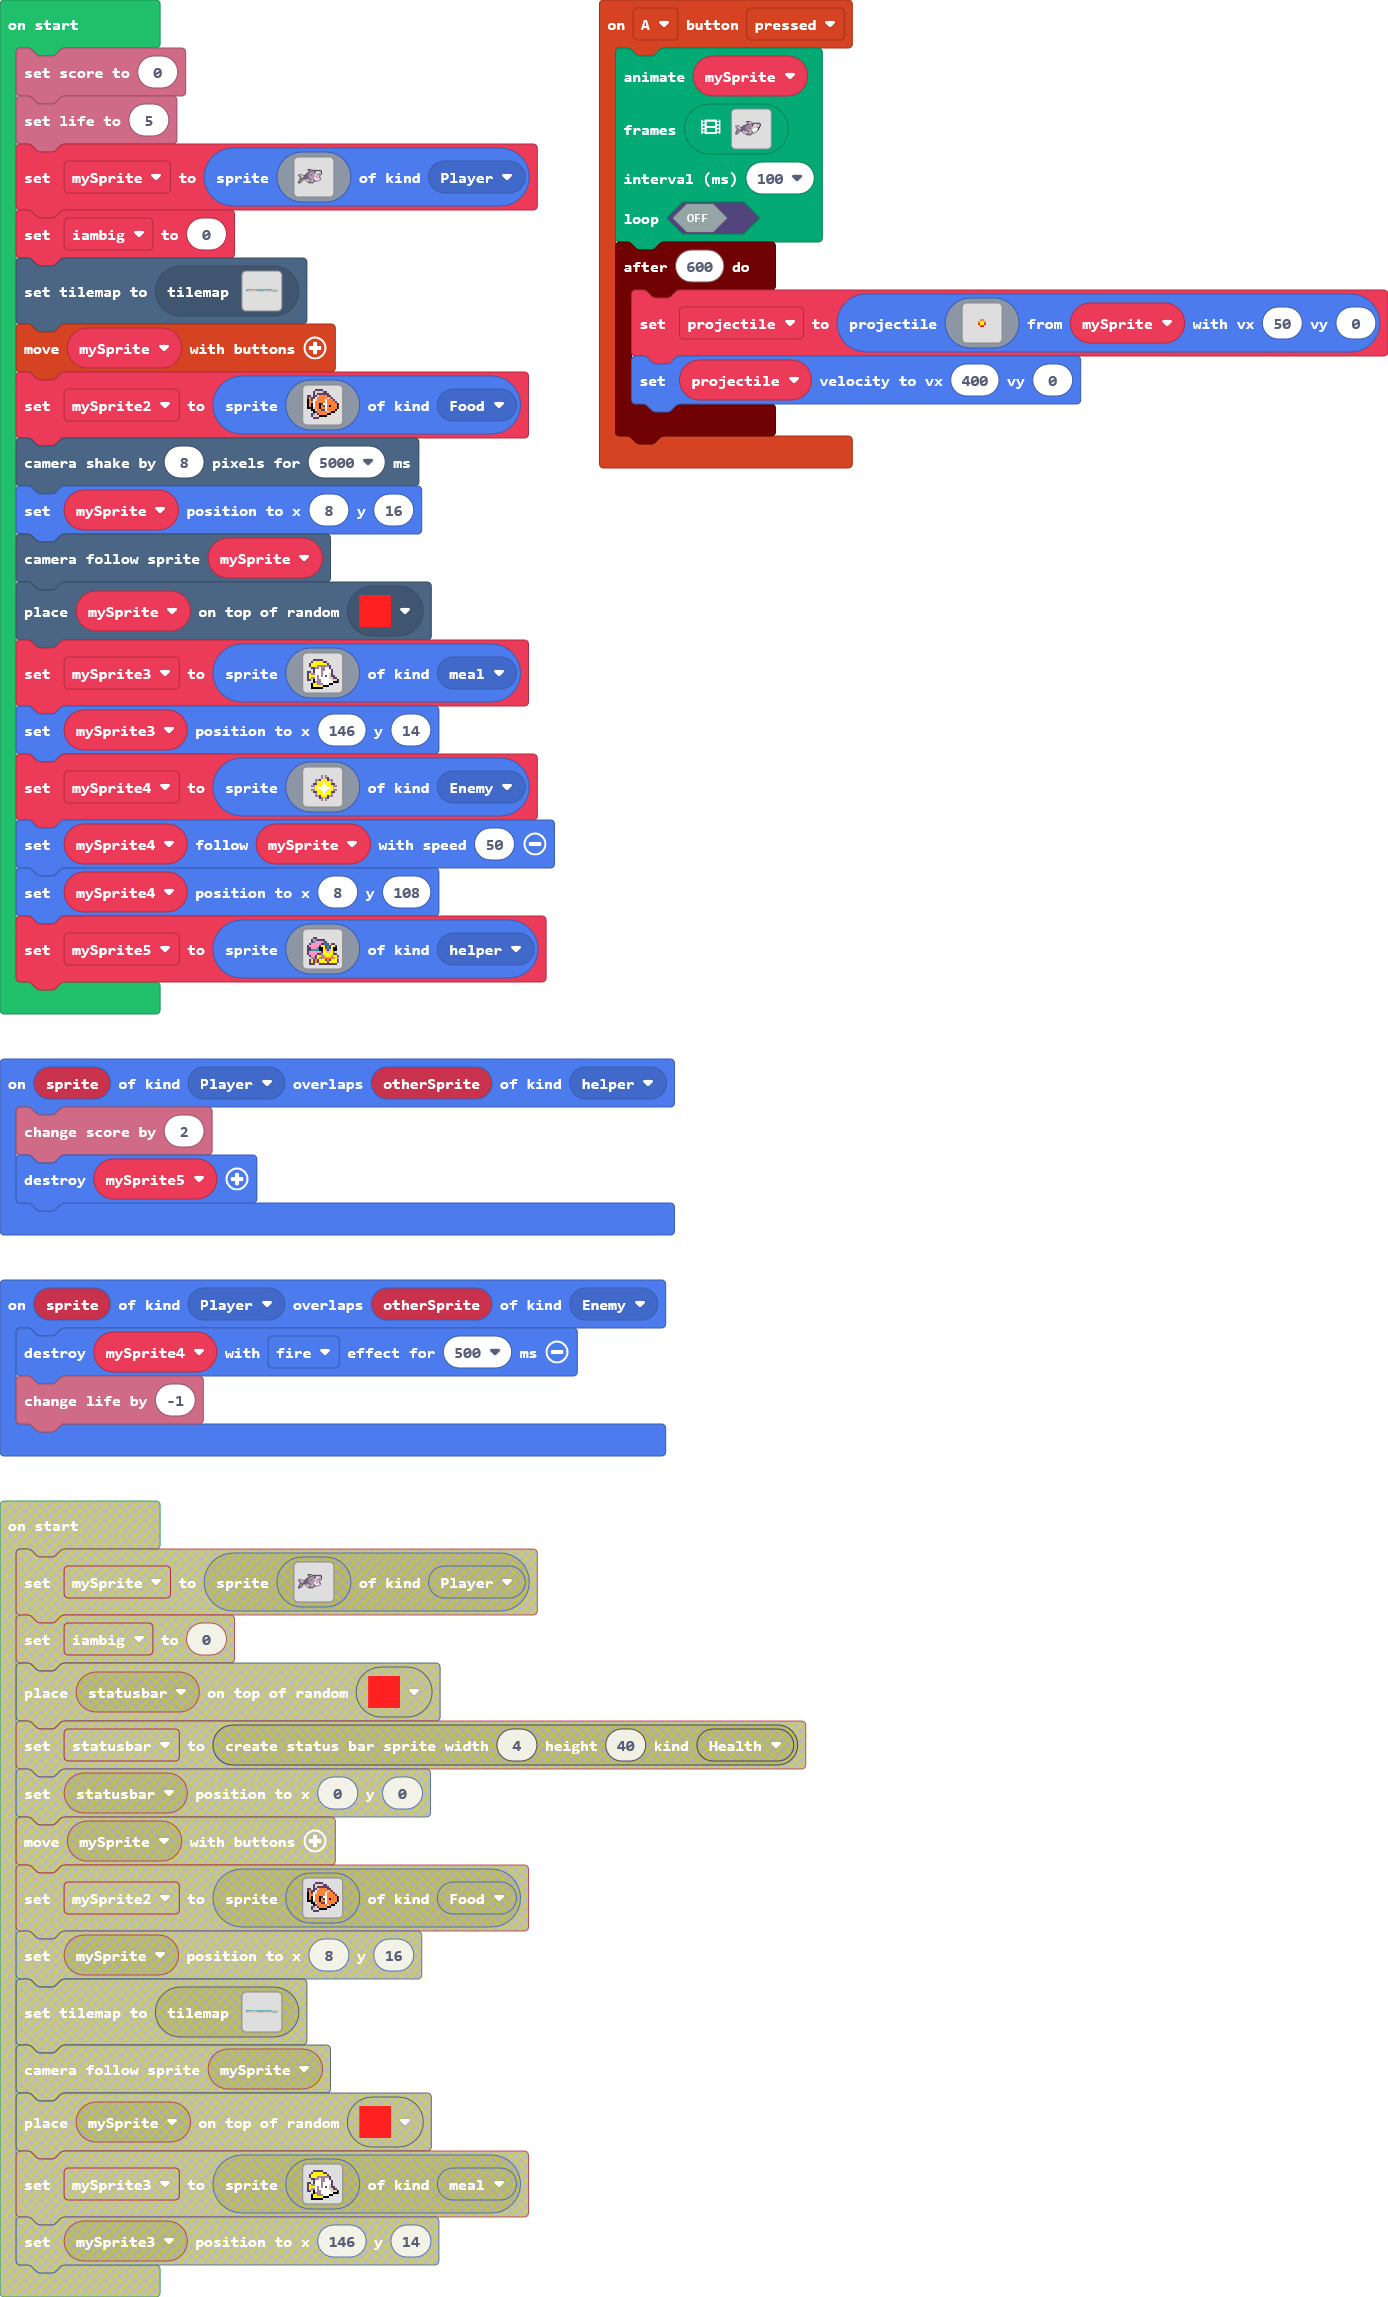 on start
set score to 0
set life to 5
set mySprite to sprite of kind Player
set iambig to 0
set tilemap to tilemap
move mySprite with buttons
set mySprite2 to sprite of kind Food
camera shake by 8 pixels for 5000 ms
set mySprite position to x 8 y 16
camera follow sprite mySprite
place mySprite on top of random
set mySprite3 to sprite of kind meal
set mySprite3 position to x 146 y 14
set mySprite4 to sprite of kind Enemy
set mySprite4 follow mySprite with speed 50
set mySprite4 position to x 8 y 108
set mySprite5 to sprite of kind helper
on A button pressed
animate mySprite
frames
interval (ms) 100
loop OFF
after 600 do
set projectile to projectile from mySprite with vx 50 vy 0
set projectile velocity to vx 400 vy 0
on sprite of kind Player overlaps otherSprite of kind helper
change score by 2
destroy mySprite5
on sprite of kind Player overlaps otherSprite of kind Enemy
destroy mySprite4 with fire effect for 500 ms
change life by -1
on start
set mySprite to sprite of kind Player
set iambig to 0
place statusbar on top of random
set statusbar to create status bar sprite width 4 height 40 kind Health
set statusbar position to x 0 y 0
move mySprite with buttons
set mySprite2 to sprite of kind Food
set mySprite position to x 8 y 16
set tilemap to tilemap
camera follow sprite mySprite
place mySprite on top of random
set mySprite3 to sprite of kind meal
set mySprite3 position to x 146 y 14